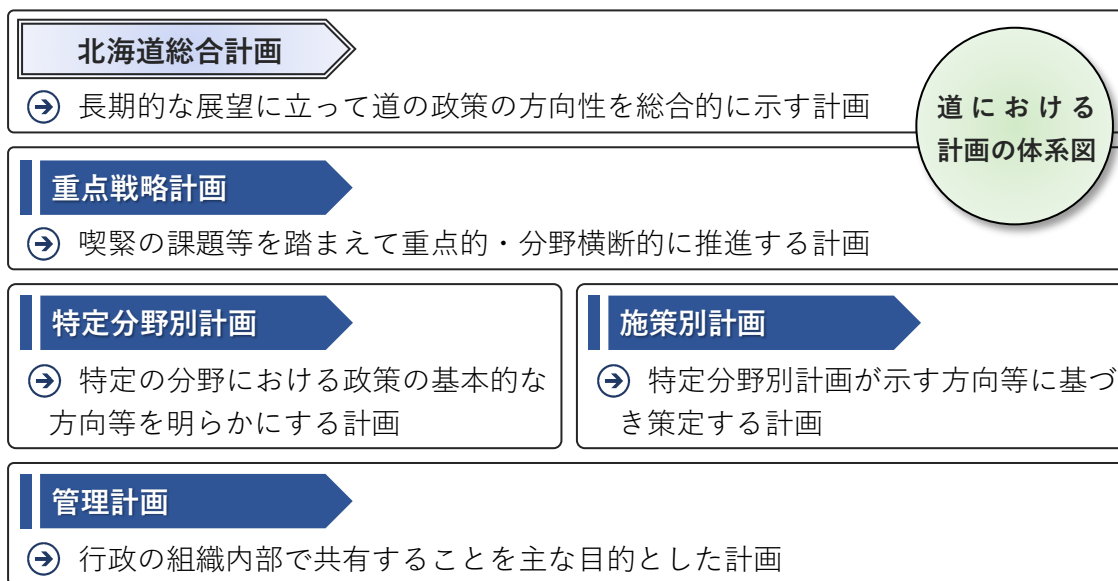 北海道総合計画
長期的な展望に立って道の政策の方向性を総合的に示す計画
道における
計画の体系図
重点戦略計画
喫緊の課題等を踏まえて重点的・分野横断的に推進する計画
特定分野別計画
特定の分野における政策の基本的な
方向等を明らかにする計画
施策別計画
特定分野別計画が示す方向等に基づ
き策定する計画
管理計画
行政の組織内部で共有することを主な目的とした計画